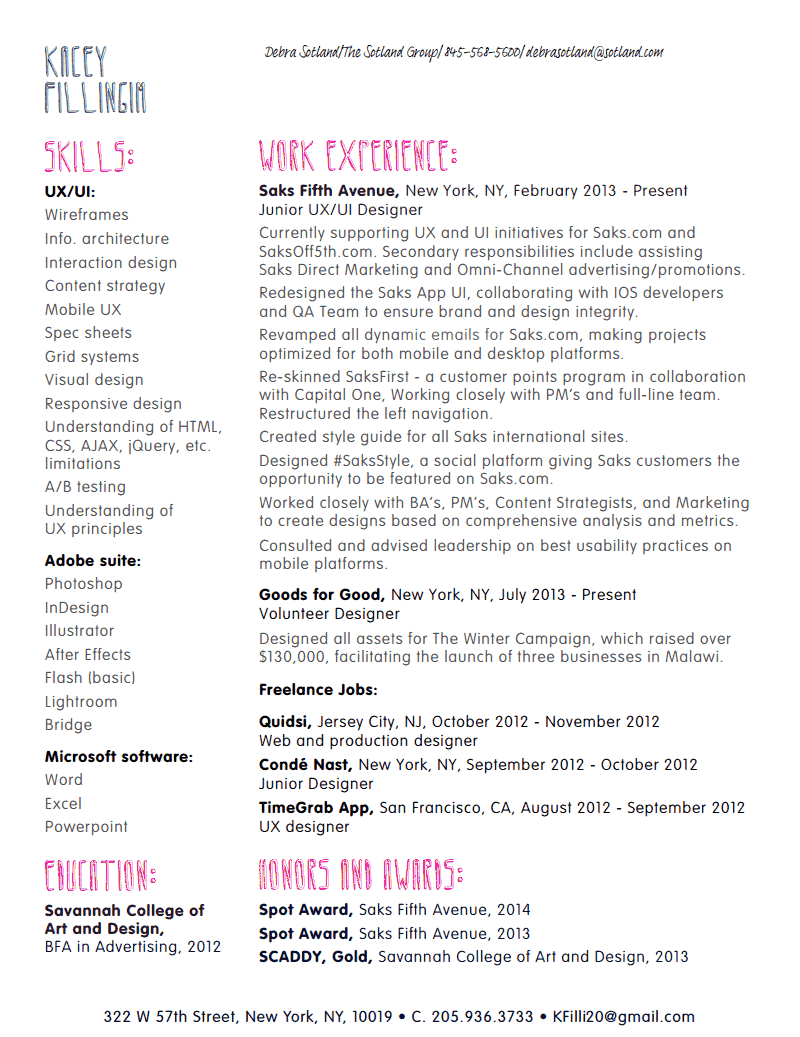 KACEY
FILLINGIM
Debra Sotland/The Sotland Group/ 845-568-5600/ debrasotland@sotland.com
SKILLS:
UX/UI:
Wireframes
Info. architecture
Interaction design
Content strategy
Mobile UX
Spec sheets
Grid systems
Visual design
Responsive design
Understanding of HTML,
CSS, AJAX, jQuery, etc.
limitations
A/B testing
Understanding of
UX principles
Adobe suite:
Photoshop
InDesign
Illustrator
After Effects
Flash (basic)
Lightroom
Bridge
Microsoft software:
Word
Excel
Powerpoint
EDUCATION:
Savannah College of
Art and Design,
BFA in Advertising, 2012
WORK EXPERIENCE:
Saks Fifth Avenue, New York, NY, February 2013 - Present
Junior UX/UI Designer
Currently supporting UX and UI initiatives for Saks.com and
SaksOff5th.com. Secondary responsibilities include assisting
Saks Direct Marketing and Omni-Channel advertising/promotions.
Redesigned the Saks App UI, collaborating with IOS developers
and QA Team to ensure brand and design integrity.
Revamped all dynamic emails for Saks.com, making projects
optimized for both mobile and desktop platforms.
Re-skinned SaksFirst - a customer points program in collaboration
with Capital One, Working closely with PM's and full-line team.
Restructured the left navigation.
Created style guide for all Saks international sites.
Designed #SaksStyle, a social platform giving Saks customers the
opportunity to be featured on Saks.com.
Worked closely with BA's, PM's, Content Strategists, and Marketing
to create designs based on comprehensive analysis and metrics.
Consulted and advised leadership on best usability practices on
mobile platforms.
Goods for Good, New York, NY, July 2013 - Present
Volunteer Designer
Designed all assets for The Winter Campaign, which raised over
$130,000, facilitating the launch of three businesses in Malawi.
Freelance Jobs:
Quidsi, Jersey City, NJ, October 2012 - November 2012
Web and production designer
Condé Nast, New York, NY, September 2012 - October 2012
Junior Designer
TimeGrab App, San Francisco, CA, August 2012 - September 2012
UX designer
HONORS AND AWARDS:
Spot Award, Saks Fifth Avenue, 2014
Spot Award, Saks Fifth Avenue, 2013
SCADDY, Gold, Savannah College of Art and Design, 2013
322 W 57th Street, New York, NY, 10019 • C. 205.936.3733 • KFilli20@gmail.com